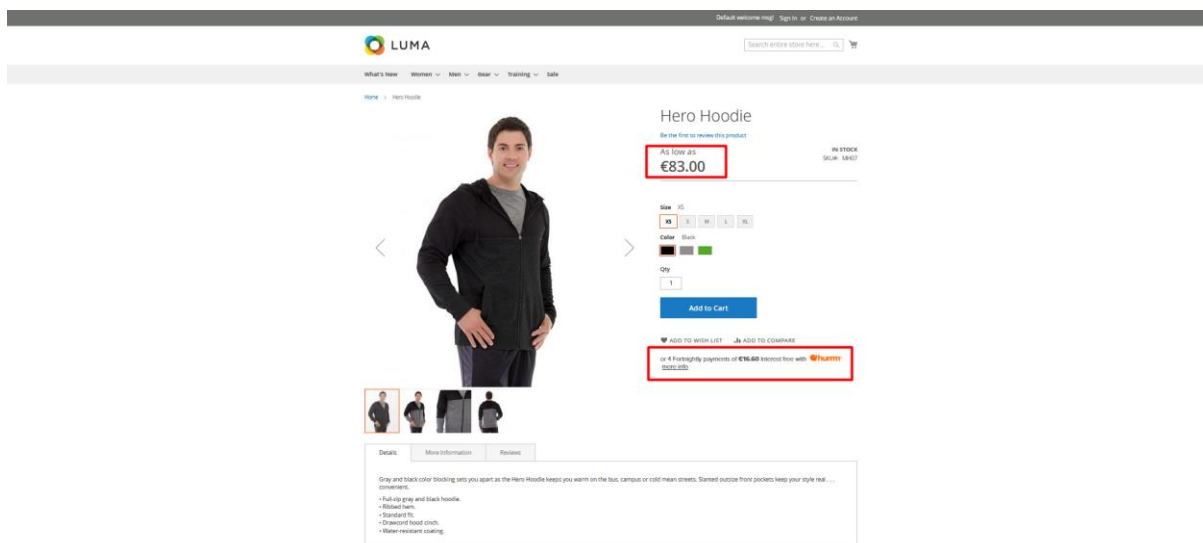 Default welcome msg! Sign In or Create an Account
LUMA
Search entire store here...
What's New Women Men Gear Training Sale
Home > Hero Hoodie
Hero Hoodie
Be the first to review this product
As low as
€83.00
IN STOCK
SKU#: MH07
Size XS
XS S M L XL
Color Black
Qty
1
Add to Cart
ADD TO WISH LIST ADD TO COMPARE
or 4 Fortnightly payments of €16.60 Interest free with humm
more info
Details More Information Reviews
Gray and black color blocking sets you apart as the Hero Hoodie keeps you warm on the bus, campus or cold mean streets. Slanted outsize front pockets keep your style real . . .
convenient.
• Full-zip gray and black hoodie.
• Ribbed hem.
• Standard fit.
• Drawcord hood cinch.
• Water-resistant coating.